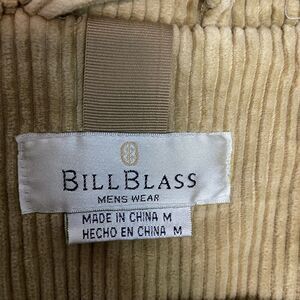 BILL BLASS
MENS WEAR
MADE IN CHINA M
HECHO EN CHINA M